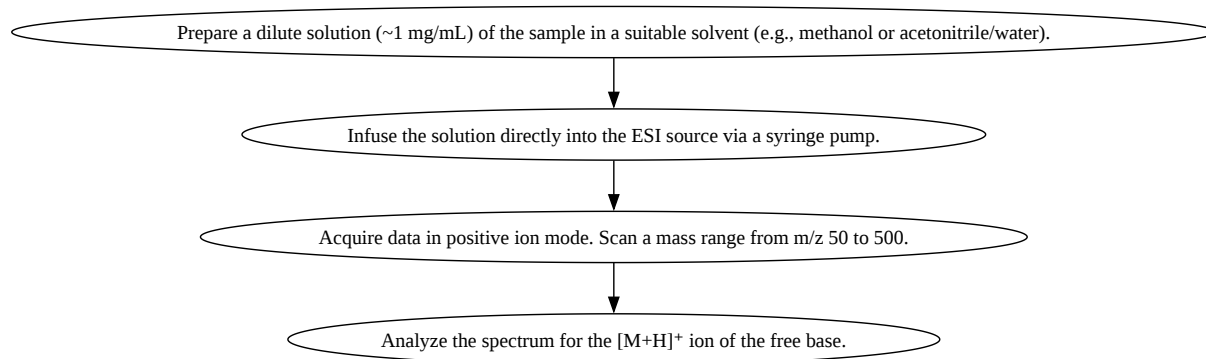 Prepare a dilute solution (~1 mg/mL) of the sample in a suitable solvent (e.g., methanol or acetonitrile/water).
Infuse the solution directly into the ESI source via a syringe pump.
Acquire data in positive ion mode. Scan a mass range from m/z 50 to 500.
Analyze the spectrum for the [M+H]⁺ ion of the free base.